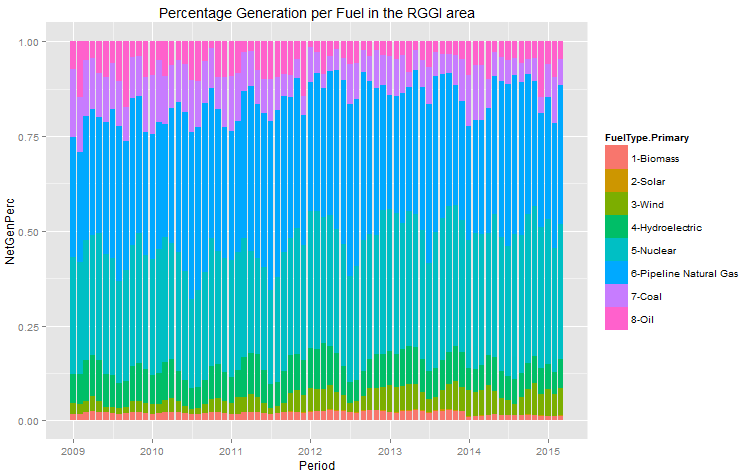 Percentage Generation per Fuel in the RGGI area
1.00
0.75
0.50
0.25
0.00
NetGenPerc
2009 2010 2011 2012 2013 2014 2015
Period
FuelType.Primary
1-Biomass
2-Solar
3-Wind
4-Hydroelectric
5-Nuclear
6-Pipeline Natural Gas
7-Coal
8-Oil